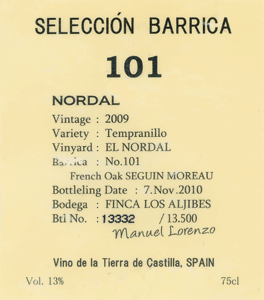 SELECCIÓN BARRICA
101
NORDAL
Vintage : 2009
Variety : Tempranillo
Vinyard : EL NORDAL
Barrica : No.101
French Oak SEGUIN MOREAU
Bottleling Date : 7.Nov.2010
Bodega : FINCA LOS ALJIBES
Btl No. : 13332 / 13.500
Manuel Lorenzo
Vino de la Tierra de Castilla, SPAIN
Vol. 13% 75cl